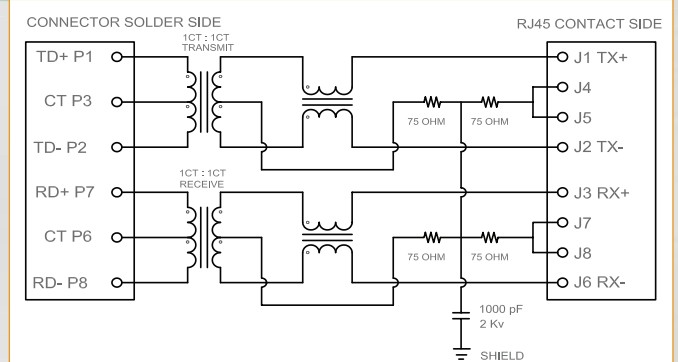 CONNECTOR SOLDER SIDE
RJ45 CONTACT SIDE
1CT : 1CT
TRANSMIT
TD+ P1
CT P3
TD- P2
75 OHM
75 OHM
J1 TX+
J4
J5
J2 TX-
1CT : 1CT
RECEIVE
RD+ P7
CT P6
RD- P8
75 OHM
75 OHM
J3 RX+
J7
J8
J6 RX-
1000 pF
2 Kv
SHIELD